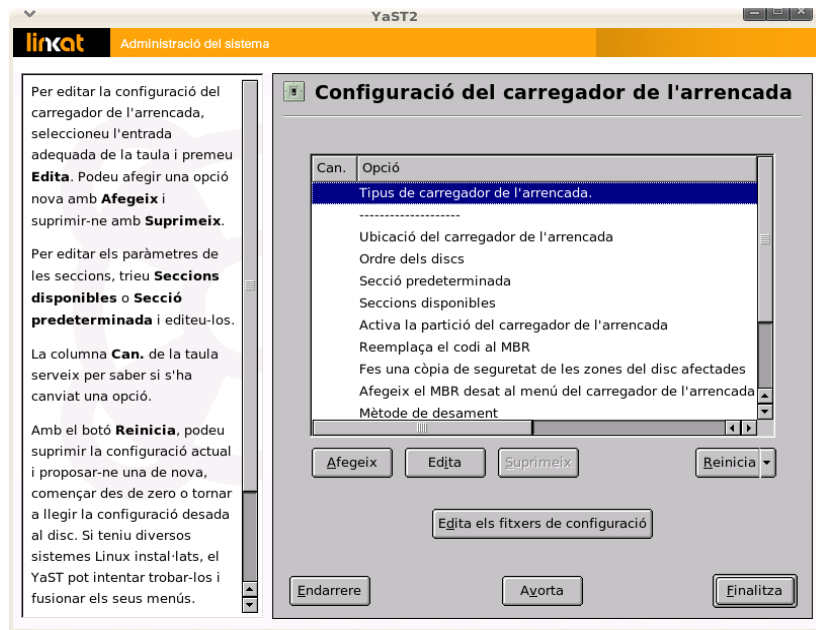 YaST2
linkat Administració del sistema
Per editar la configuració del
carregador de l'arrencada,
seleccioneu l'entrada
adequada de la taula i premeu
Edita. Podeu afegir una opció
nova amb Afegeix i
suprimir-ne amb Suprimeix.
Per editar els paràmetres de
les seccions, trieu Seccions
disponibles o Secció
predeterminada i editeu-los.
La columna Can. de la taula
serveix per saber si s'ha
canviat una opció.
Amb el botó Reinicia, podeu
suprimir la configuració actual
i proposar-ne una de nova,
començar des de zero o tornar
a llegir la configuració desada
al disc. Si teniu diversos
sistemes Linux instal·lats, el
YaST pot intentar trobar-los i
fusionar els seus menús.
Configuració del carregador de l'arrencada
Can. Opció
Tipus de carregador de l'arrencada.
--------------------
Ubicació del carregador de l'arrencada
Ordre dels discs
Secció predeterminada
Seccions disponibles
Activa la partició del carregador de l'arrencada
Reemplaça el codi al MBR
Fes una còpia de seguretat de les zones del disc afectades
Afegeix el MBR desat al menú del carregador de l'arrencada
Mètode de desament
Afegeix Edita Suprimeix Reinicia
Edita els fitxers de configuració
Endarrere Avorta Finalitza